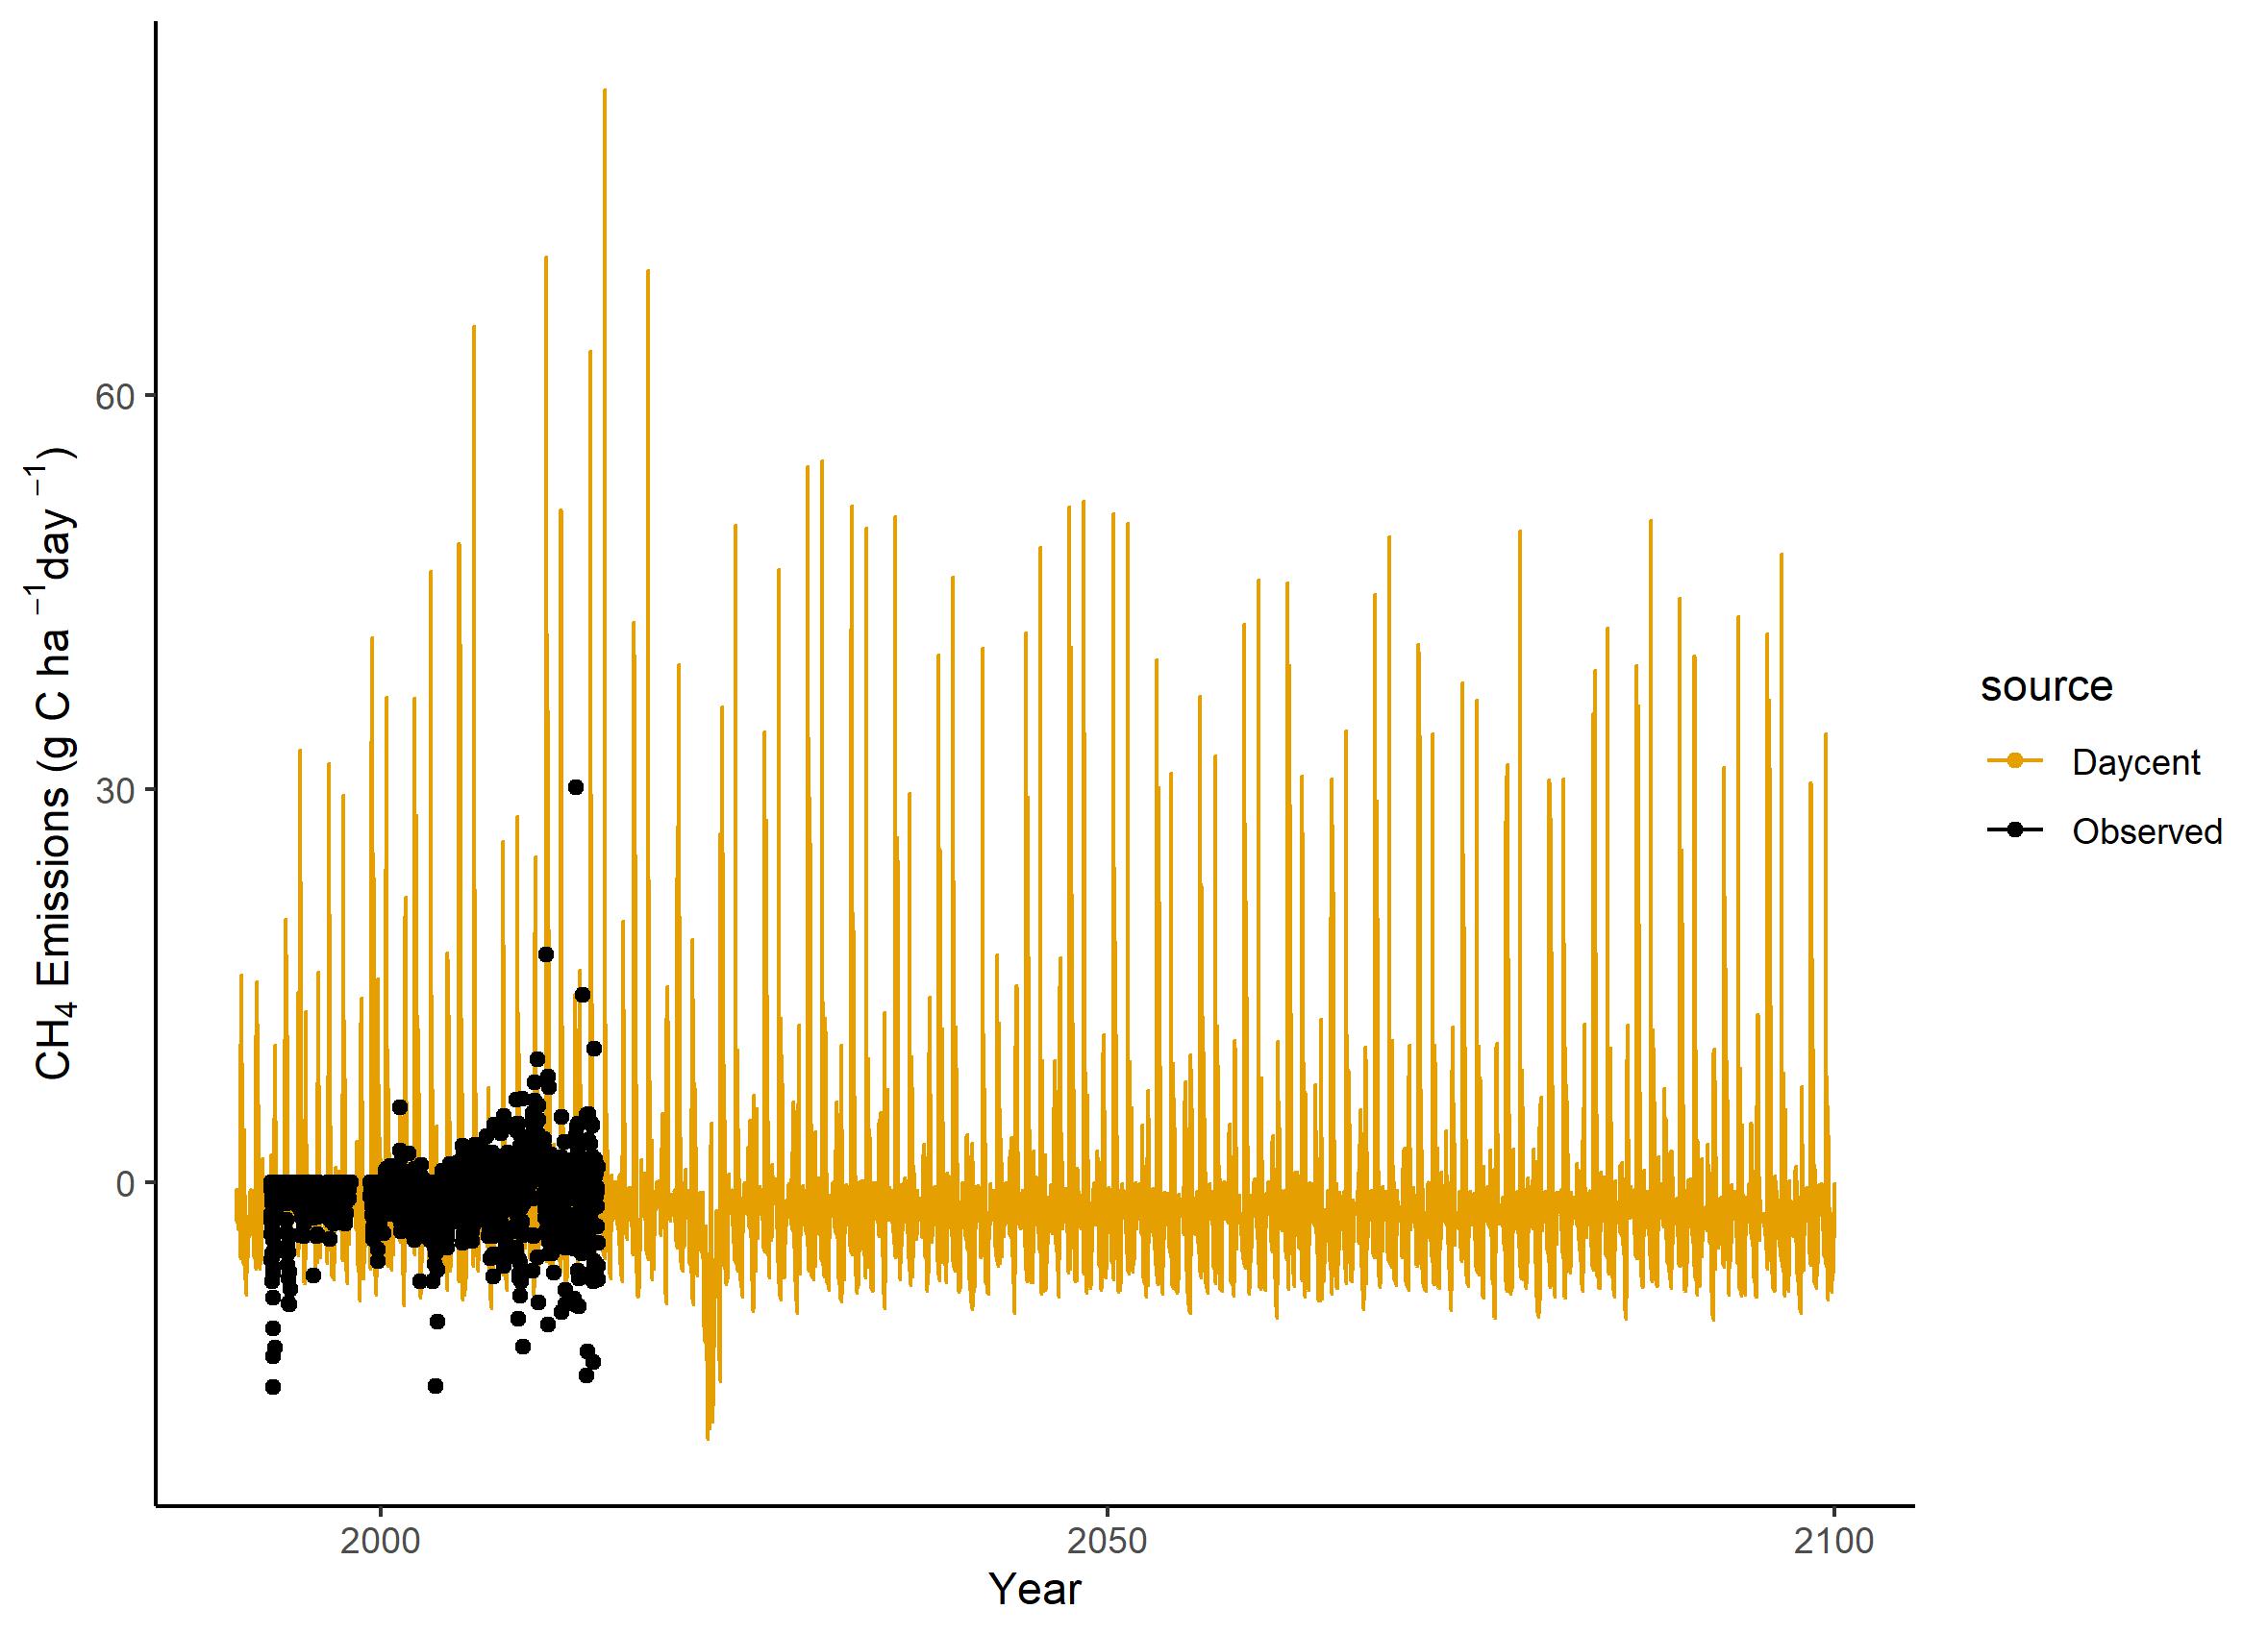 60
30
0
CH₄ Emissions (g C ha ⁻¹day ⁻¹)
2000
2050
2100
Year
source
Daycent
Observed